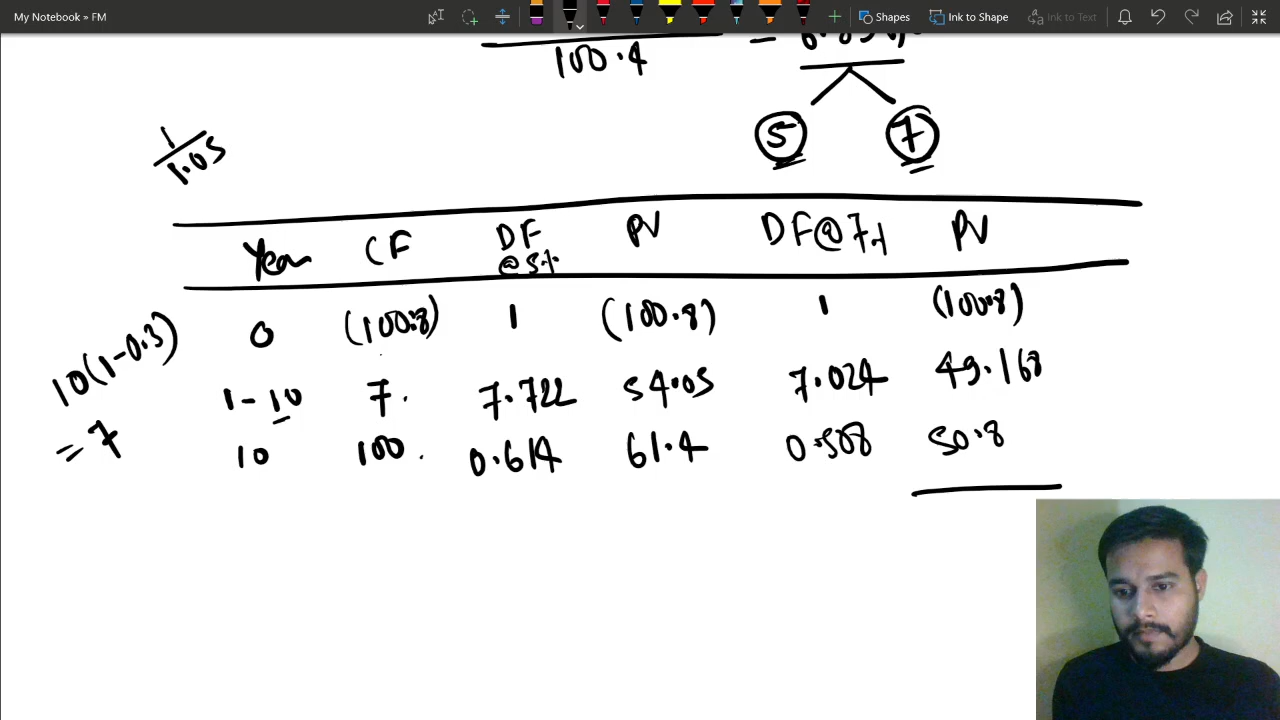 My Notebook » FM
Shapes
Ink to Shape
Ink to Text
100.4
=
5 7
1/1.05
Year CF DF @5% PV DF@7% PV
0 (100.8) 1 (100.8) 1 (100.8)
10(1-0.3)
= 7
1-10 7 7.722 54.05 7.024 49.168
10 100 0.614 61.4 0.508 50.8